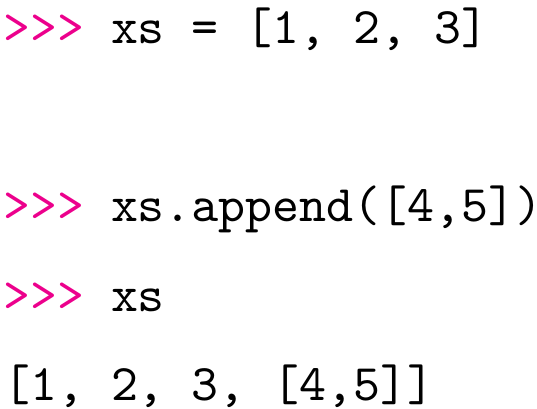 >>> xs = [1, 2, 3]
>>> xs.append([4,5])
>>> xs
[1, 2, 3, [4,5]]